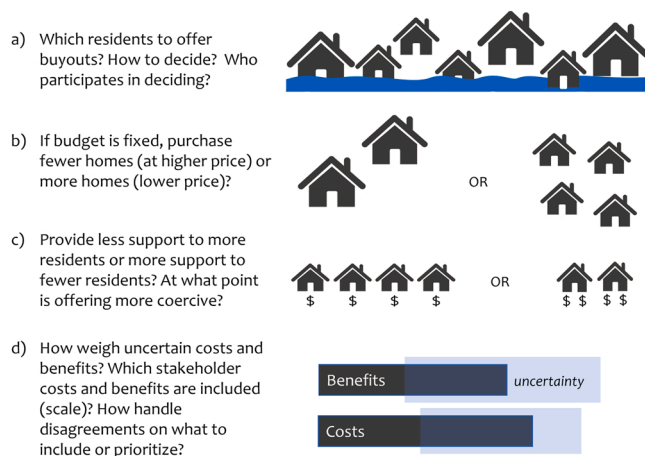 a) Which residents to offer
buyouts? How to decide? Who
participates in deciding?
b) If budget is fixed, purchase
fewer homes (at higher price) or
more homes (lower price)?
OR
c) Provide less support to more
residents or more support to
fewer residents? At what point
is offering more coercive?
OR
$ $ $ $ $ $ $ $
d) How weigh uncertain costs and
benefits? Which stakeholder
costs and benefits are included
(scale)? How handle
disagreements on what to
include or prioritize?
Benefits uncertainty
Costs